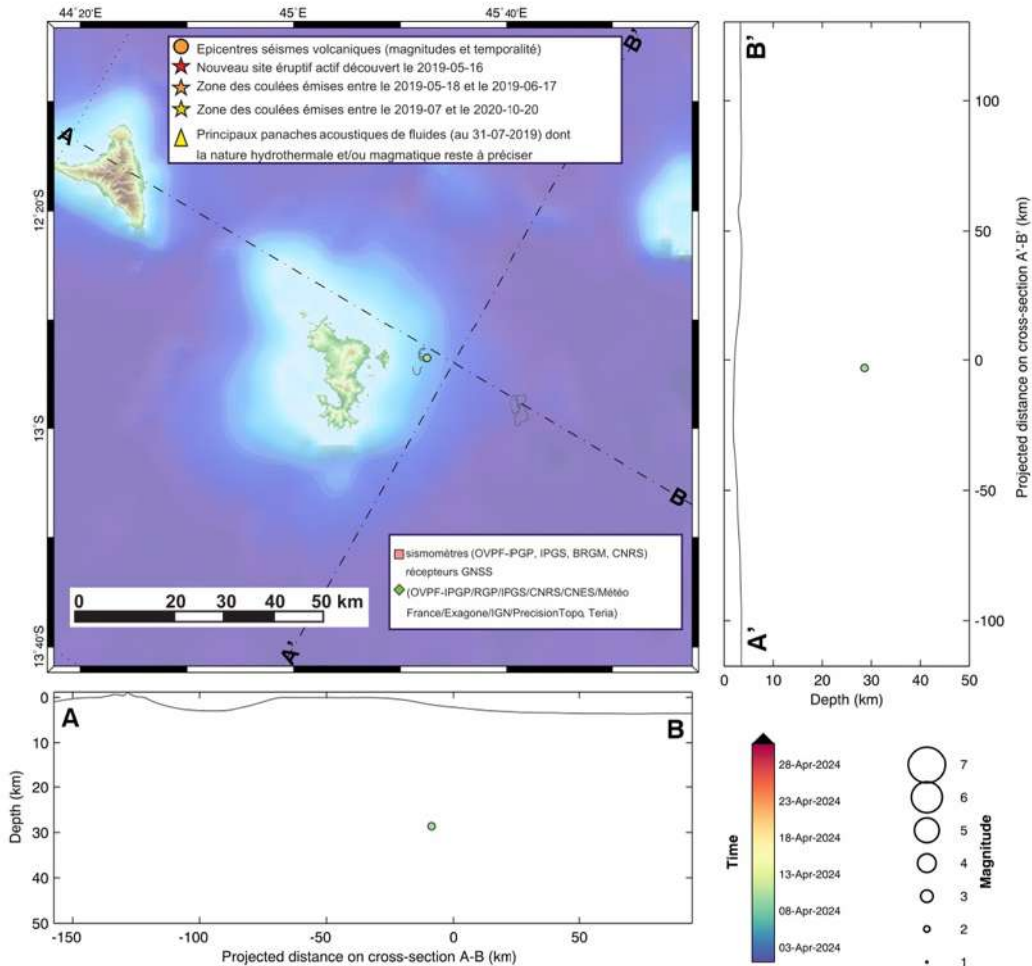 44˚20'E
45˚E
45˚40'E
Epicentres séismes volcaniques (magnitudes et temporalité)
Nouveau site éruptif actif découvert le 2019-05-16
Zone des coulées émises entre le 2019-05-18 et le 2019-06-17
Zone des coulées émises entre le 2019-07 et le 2020-10-20
Principaux panaches acoustiques de fluides (au 31-07-2019) dont
la nature hydrothermale et/ou magmatique reste à préciser
A
B'
12˚20'S
13˚S
13˚40'S
B
A'
sismomètres (OVPF-IPGP, IPGS, BRGM, CNRS)
récepteurs GNSS
(OVPF-IPGP/RGP/IPGS/CNRS/CNES/Météo
France/Exagone/IGN/PrecisionTopo, Teria)
0 20 30 40 50 km
0 20 30 40 50 km
B'
100
50
0
-50
-100
Projected distance on cross-section A'-B' (km)
A'
0 10 20 30 40 50
Depth (km)
A
B
0
10
20
30
40
50
Depth (km)
-150 -100 -50 0 50
Projected distance on cross-section A-B (km)
Time
28-Apr-2024
23-Apr-2024
18-Apr-2024
13-Apr-2024
08-Apr-2024
03-Apr-2024
7
6
5
4
3
2
1
Magnitude